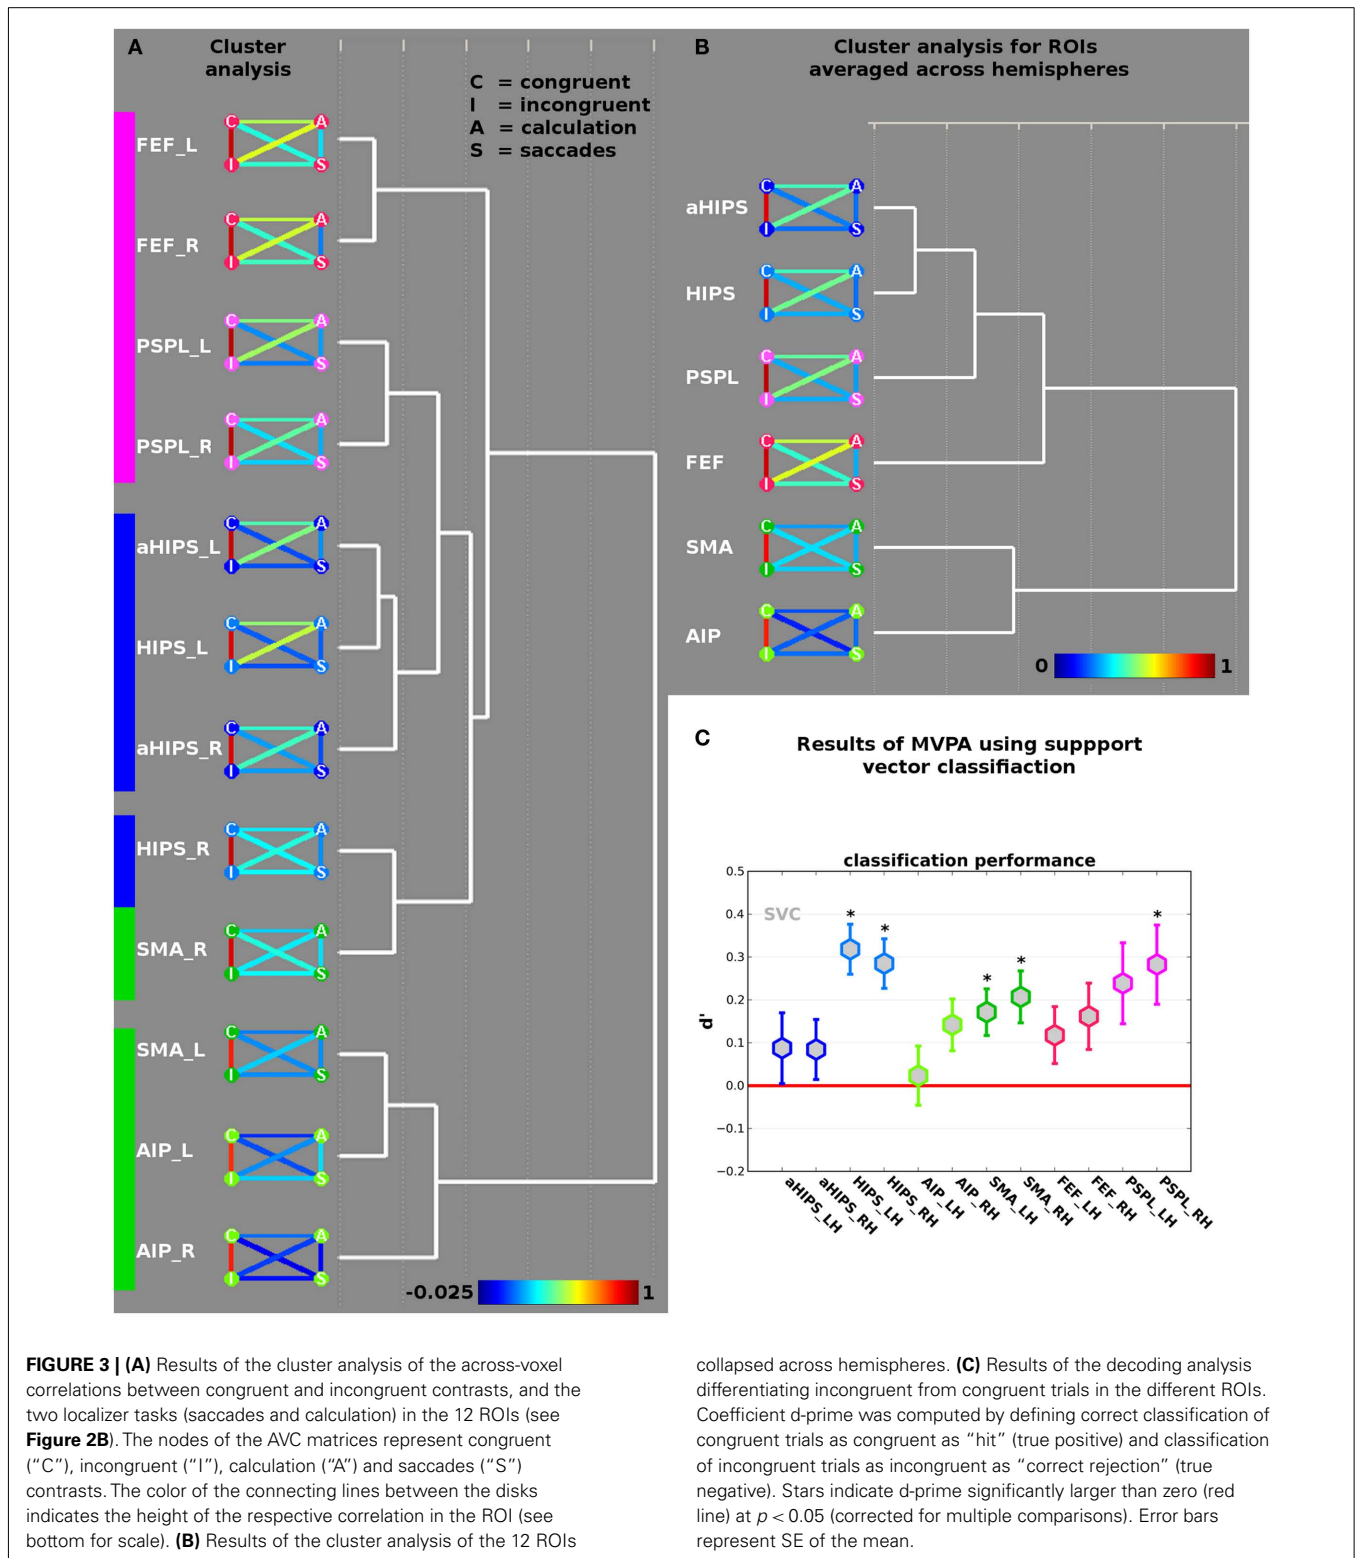 A
Cluster
analysis
C = congruent
I = incongruent
A = calculation
S = saccades
FEF_L
C A
I S
FEF_R
C A
I S
PSPL_L
C A
I S
PSPL_R
C A
I S
aHIPS_L
C A
I S
HIPS_L
C A
I S
aHIPS_R
C A
I S
HIPS_R
C A
I S
SMA_R
C A
I S
SMA_L
C A
I S
AIP_L
C A
I S
AIP_R
C A
I S
-0.025 1
B
Cluster analysis for ROIs
averaged across hemispheres
aHIPS
C A
I S
HIPS
C A
I S
PSPL
C A
I S
FEF
C A
I S
SMA
C A
I S
AIP
C A
I S
0 1
C
Results of MVPA using suppport
vector classifiaction
classification performance
SVC
d'
0.5
0.4
0.3
0.2
0.1
0.0
−0.1
−0.2
* * * * *
aHIPS_LH
aHIPS_RH
HIPS_LH
HIPS_RH
AIP_LH
AIP_RH
SMA_LH
SMA_RH
FEF_LH
FEF_RH
PSPL_LH
PSPL_RH
FIGURE 3 | (A) Results of the cluster analysis of the across-voxel
correlations between congruent and incongruent contrasts, and the
two localizer tasks (saccades and calculation) in the 12 ROIs (see
Figure 2B). The nodes of the AVC matrices represent congruent
(“C”), incongruent (“I”), calculation (“A”) and saccades (“S”)
contrasts. The color of the connecting lines between the disks
indicates the height of the respective correlation in the ROI (see
bottom for scale). (B) Results of the cluster analysis of the 12 ROIs
collapsed across hemispheres. (C) Results of the decoding analysis
differentiating incongruent from congruent trials in the different ROIs.
Coefficient d-prime was computed by defining correct classification of
congruent trials as congruent as “hit” (true positive) and classification
of incongruent trials as incongruent as “correct rejection” (true
negative). Stars indicate d-prime significantly larger than zero (red
line) at p < 0.05 (corrected for multiple comparisons). Error bars
represent SE of the mean.